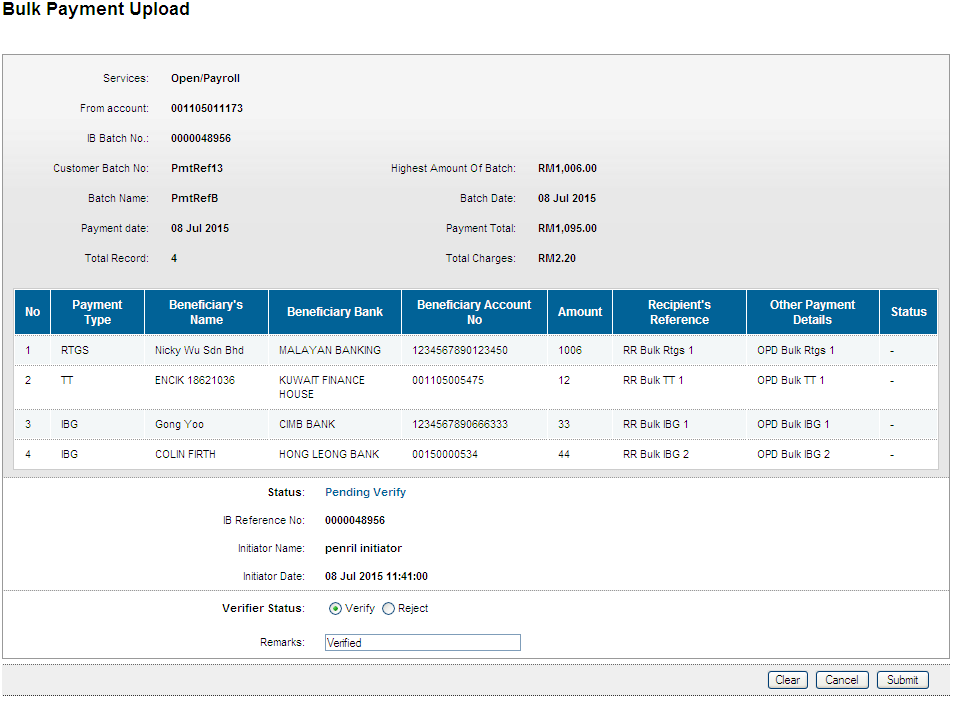 Bulk Payment Upload
Services: Open/Payroll
From account: 001105011173
IB Batch No.: 0000048956
Customer Batch No: PmtRef13 Highest Amount Of Batch: RM1,006.00
Batch Name: PmtRefB Batch Date: 08 Jul 2015
Payment date: 08 Jul 2015 Payment Total: RM1,095.00
Total Record: 4 Total Charges: RM2.20
No Payment Type Beneficiary's Name Beneficiary Bank Beneficiary Account No Amount Recipient's Reference Other Payment Details Status
1 RTGS Nicky Wu Sdn Bhd MALAYAN BANKING 1234567890123450 1006 RR Bulk Rtgs 1 OPD Bulk Rtgs 1 -
2 TT ENCIK 18621036 KUWAIT FINANCE HOUSE 001105005475 12 RR Bulk TT 1 OPD Bulk TT 1 -
3 IBG Gong Yoo CIMB BANK 1234567890666333 33 RR Bulk IBG 1 OPD Bulk IBG 1 -
4 IBG COLIN FIRTH HONG LEONG BANK 00150000534 44 RR Bulk IBG 2 OPD Bulk IBG 2 -
Status: Pending Verify
IB Reference No: 0000048956
Initiator Name: penril initiator
Initiator Date: 08 Jul 2015 11:41:00
Verifier Status: Verify Reject
Remarks: Verified
Clear Cancel Submit